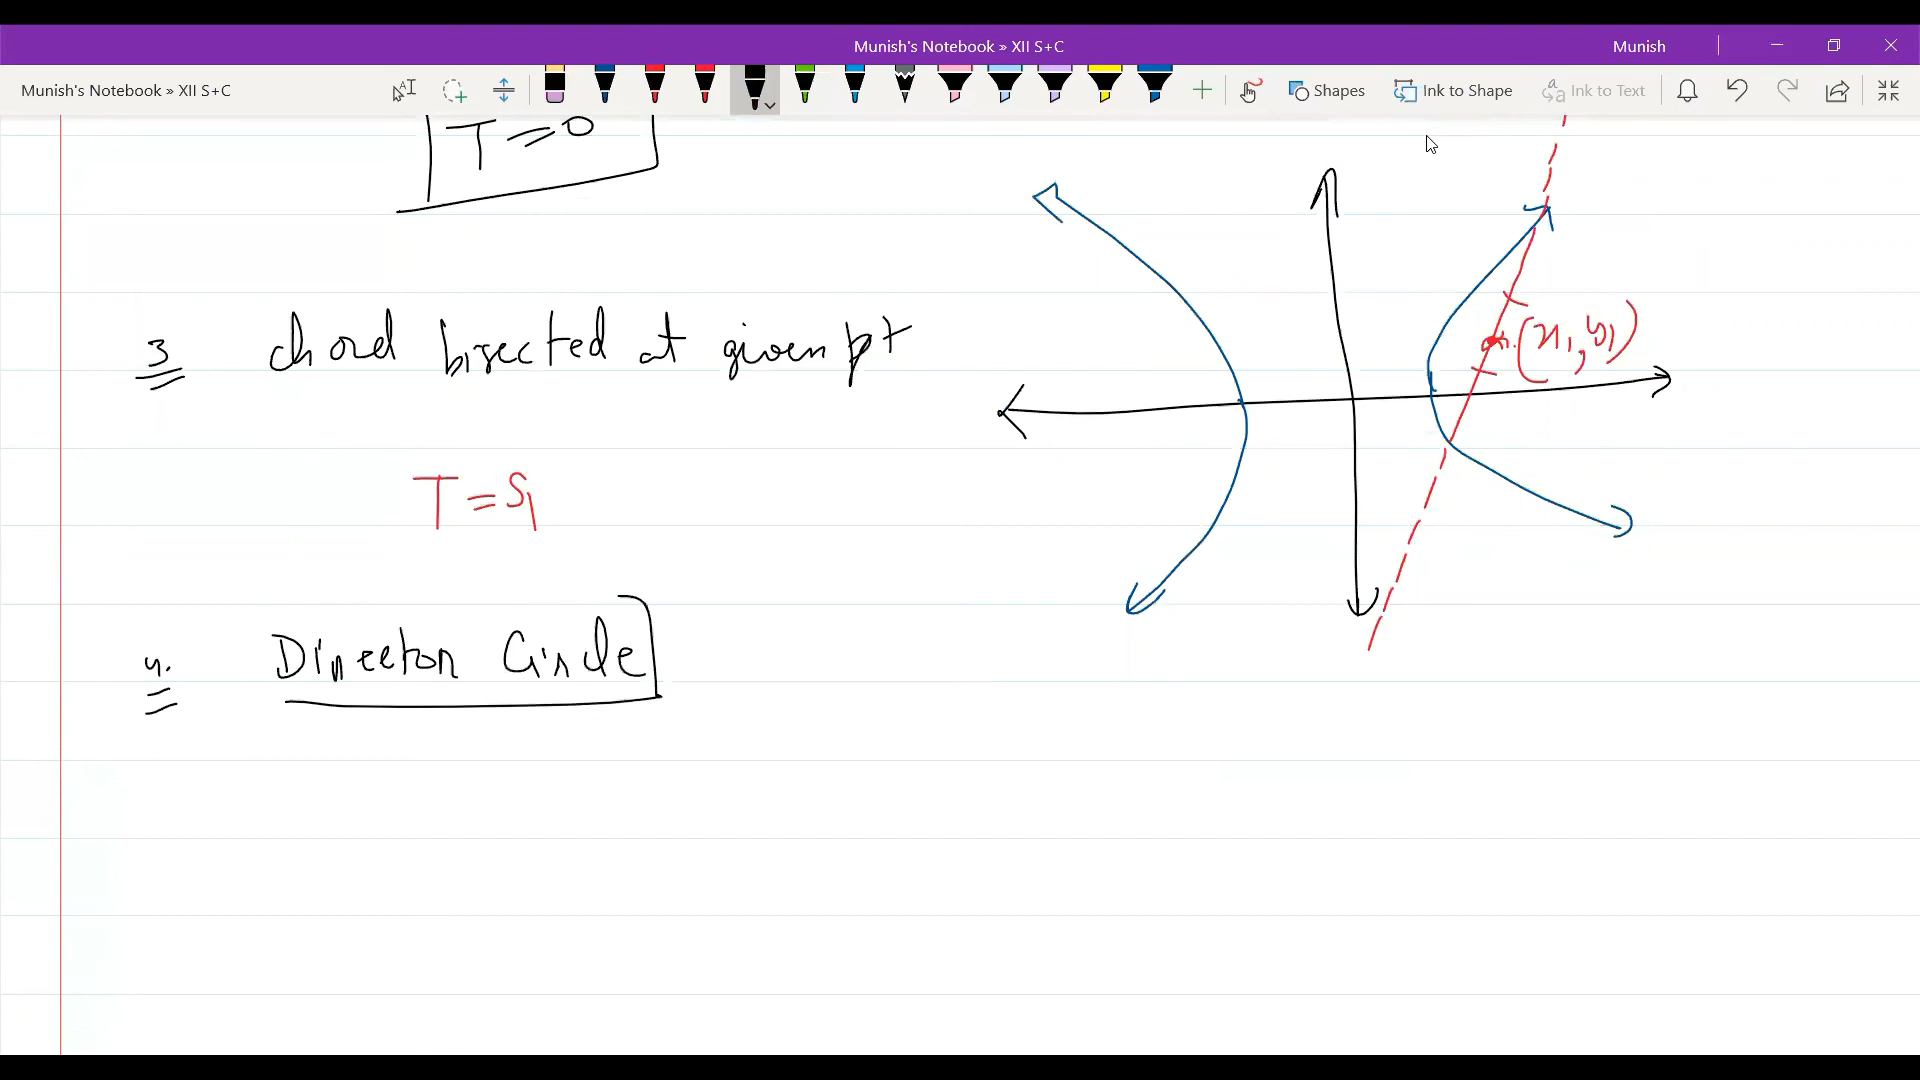 Munish's Notebook » XII S+C
Munish
Munish's Notebook » XII S+C
Shapes
Ink to Shape
Ink to Text
T = 0
3 chord bisected at given pt
(x₁, y₁)
T = S₁
4. Director Circle